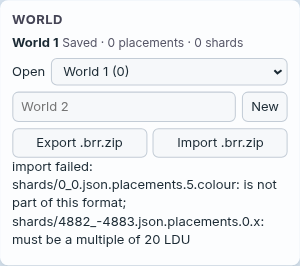 WORLD
World 1 Saved · 0 placements · 0 shards
Open World 1 (0)
World 2 New
Export .brr.zip Import .brr.zip
import failed:
shards/0_0.json.placements.5.colour: is not
part of this format;
shards/4882_-4883.json.placements.0.x:
must be a multiple of 20 LDU